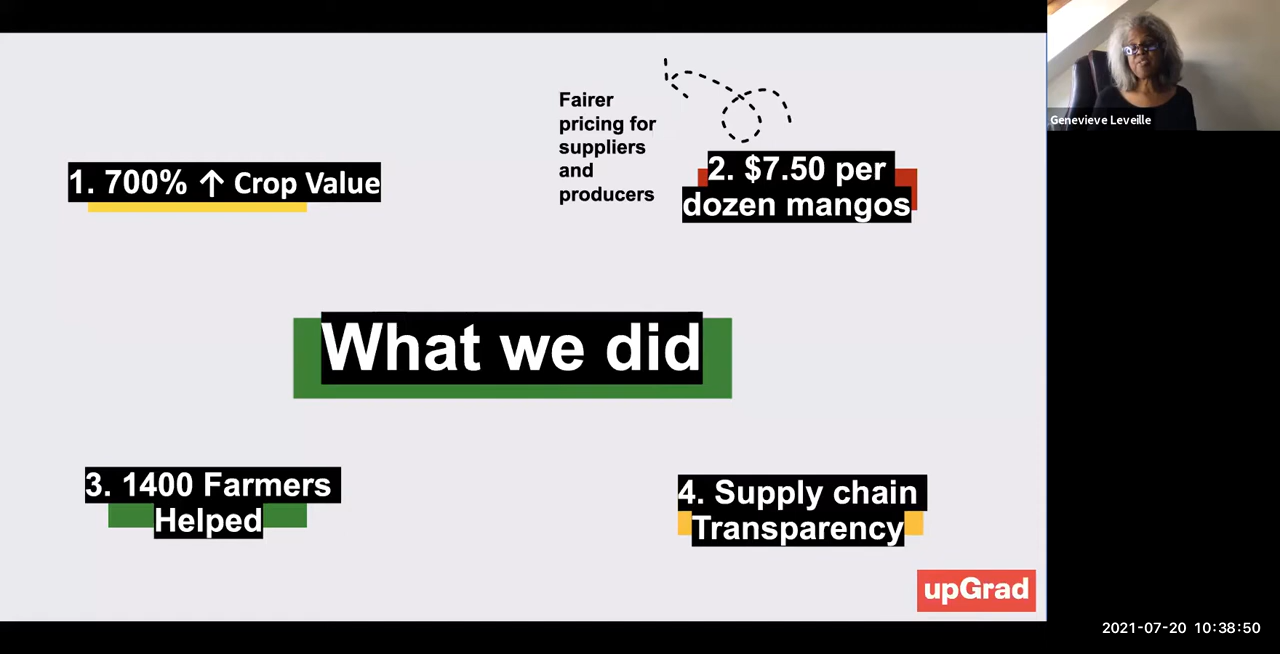 Genevieve Leveille
Fairer
pricing for
suppliers
and
producers
1. 700% ↑ Crop Value
2. $7.50 per
dozen mangos
What we did
3. 1400 Farmers
Helped
4. Supply chain
Transparency
upGrad
2021-07-20 10:38:50